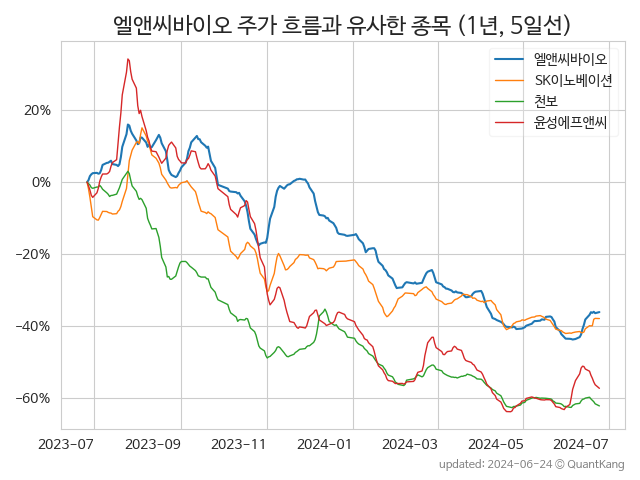 엘앤씨바이오 주가 흐름과 유사한 종목 (1년, 5일선)
엘앤씨바이오
SK이노베이션
천보
윤성에프앤씨
20%
0%
−20%
−40%
−60%
2023-07
2023-09
2023-11
2024-01
2024-03
2024-05
2024-07
updated: 2024-06-24 © QuantKang